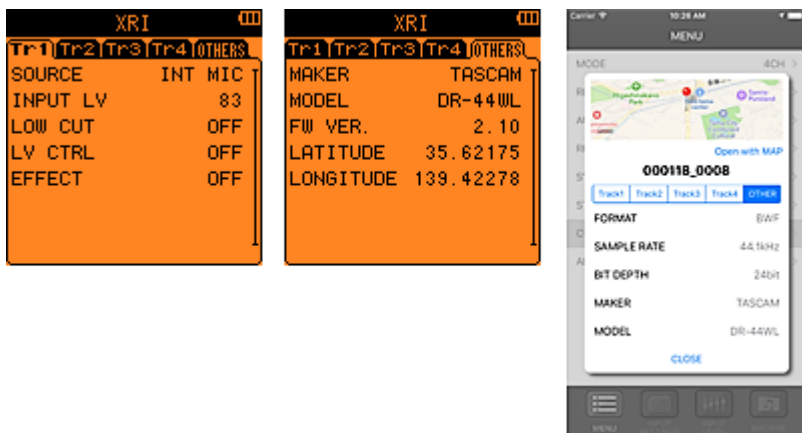 XRI
Tr1 Tr2 Tr3 Tr4 OTHERS
SOURCE INT MIC
INPUT LV 83
LOW CUT OFF
LV CTRL OFF
EFFECT OFF
XRI
Tr1 Tr2 Tr3 Tr4 OTHERS
MAKER TASCAM
MODEL DR-44WL
FW VER. 2.10
LATITUDE 35.62175
LONGITUDE 139.42278
Carrier 10:26 AM
MENU
MODE 4CH >
Open with MAP
000118_0008
Track1 Track2 Track3 Track4 OTHER
FORMAT BWF
SAMPLE RATE 44.1kHz
BIT DEPTH 24bit
MAKER TASCAM
MODEL DR-44WL
CLOSE
MENU